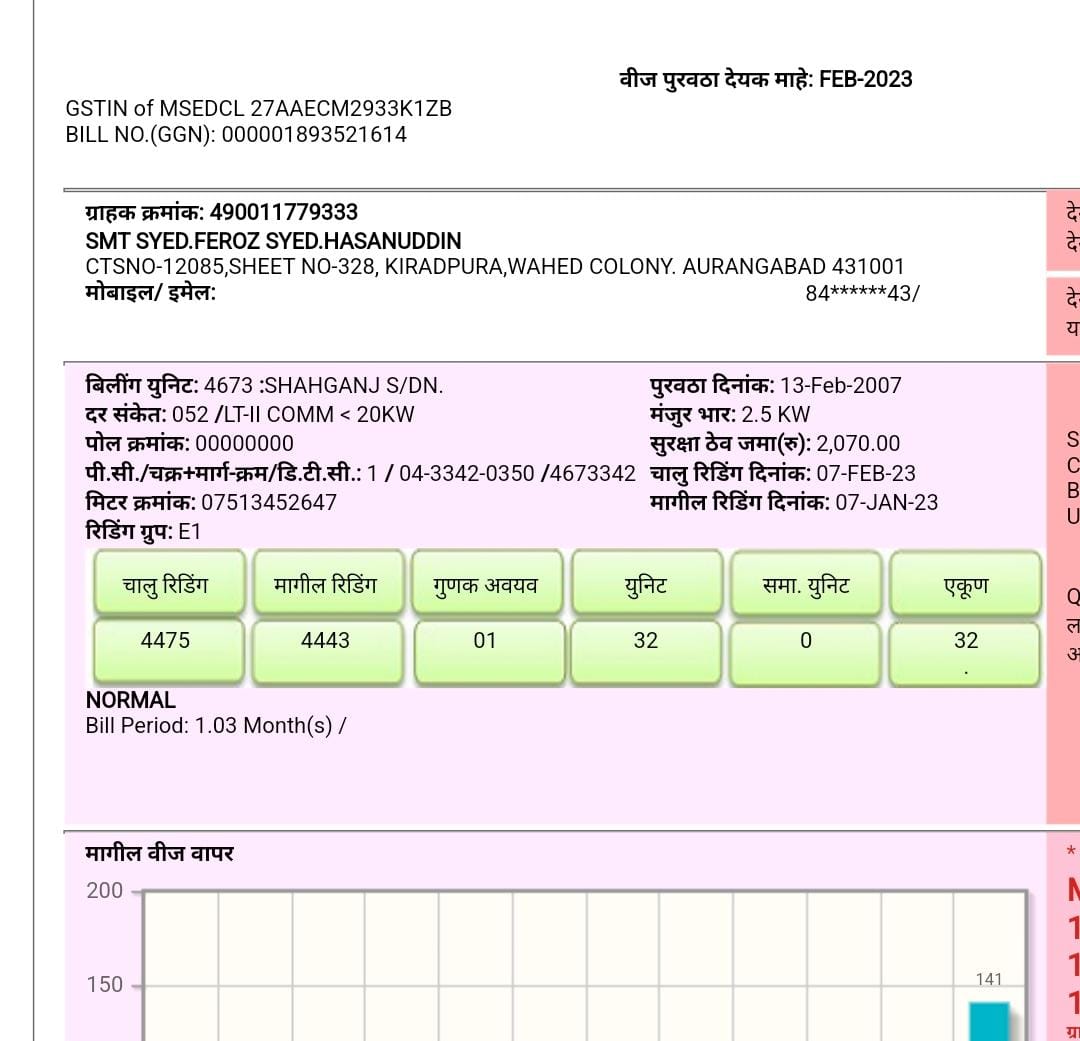 वीज पुरवठा देयक माहे: FEB-2023
GSTIN of MSEDCL 27AAECM2933K1ZB
BILL NO.(GGN): 000001893521614
ग्राहक क्रमांक: 490011779333
SMT SYED.FEROZ SYED.HASANUDDIN
CTSNO-12085,SHEET NO-328, KIRADPURA,WAHED COLONY. AURANGABAD 431001
मोबाइल/ इमेल: 84******43/
बिलींग युनिट: 4673 :SHAHGANJ S/DN. पुरवठा दिनांक: 13-Feb-2007
दर संकेत: 052 /LT-II COMM < 20KW मंजुर भार: 2.5 KW
पोल क्रमांक: 00000000 सुरक्षा ठेव जमा(रु): 2,070.00
पी.सी./चक्र+मार्ग-क्रम/डि.टी.सी.: 1 / 04-3342-0350 /4673342 चालु रिडिंग दिनांक: 07-FEB-23
मिटर क्रमांक: 07513452647 मागील रिडिंग दिनांक: 07-JAN-23
रिडिंग ग्रुप: E1
चालु रिडिंग मागील रिडिंग गुणक अवयव युनिट समा. युनिट एकूण
4475 4443 01 32 0 32
.
NORMAL
Bill Period: 1.03 Month(s) /
मागील वीज वापर
200
150
141